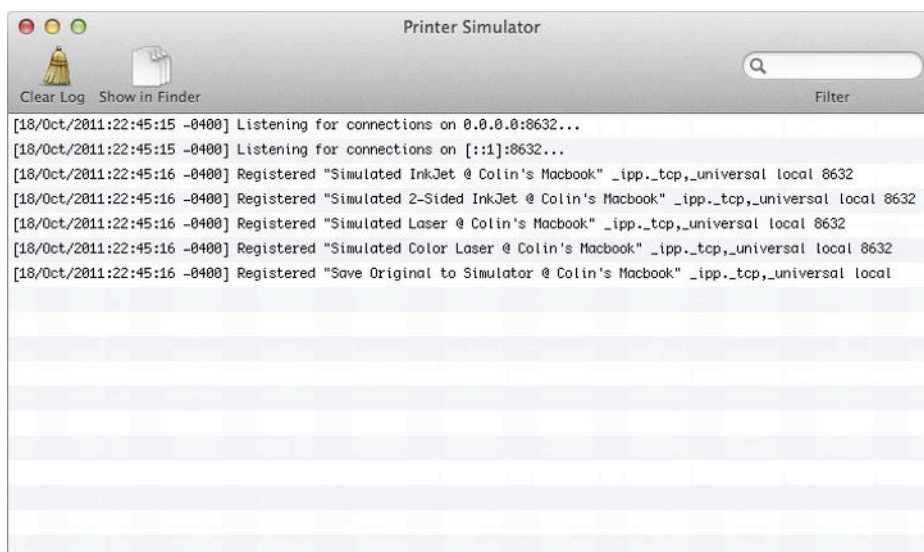 Printer Simulator
Clear Log Show in Finder Filter
[18/Oct/2011:22:45:15 -0400] Listening for connections on 0.0.0.0:8632...
[18/Oct/2011:22:45:15 -0400] Listening for connections on [::1]:8632...
[18/Oct/2011:22:45:16 -0400] Registered "Simulated InkJet @ Colin's Macbook" _ipp._tcp,_universal local 8632
[18/Oct/2011:22:45:16 -0400] Registered "Simulated 2-Sided InkJet @ Colin's Macbook" _ipp._tcp,_universal local 8632
[18/Oct/2011:22:45:16 -0400] Registered "Simulated Laser @ Colin's Macbook" _ipp._tcp,_universal local 8632
[18/Oct/2011:22:45:16 -0400] Registered "Simulated Color Laser @ Colin's Macbook" _ipp._tcp,_universal local 8632
[18/Oct/2011:22:45:16 -0400] Registered "Save Original to Simulator @ Colin's Macbook" _ipp._tcp,_universal local